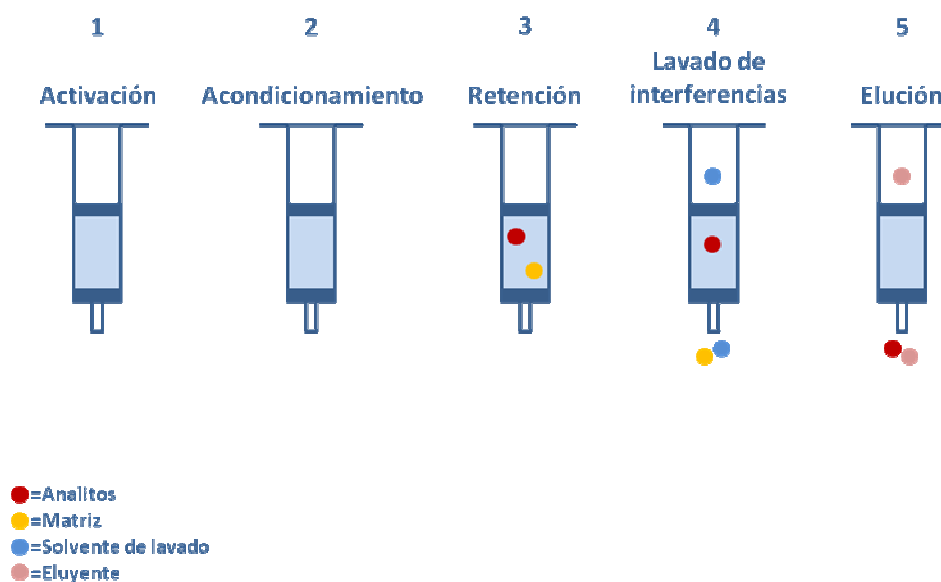 1 2 3 4 5
Activación Acondicionamiento Retención Lavado de interferencias Elución
=Analitos
=Matriz
=Solvente de lavado
=Eluyente